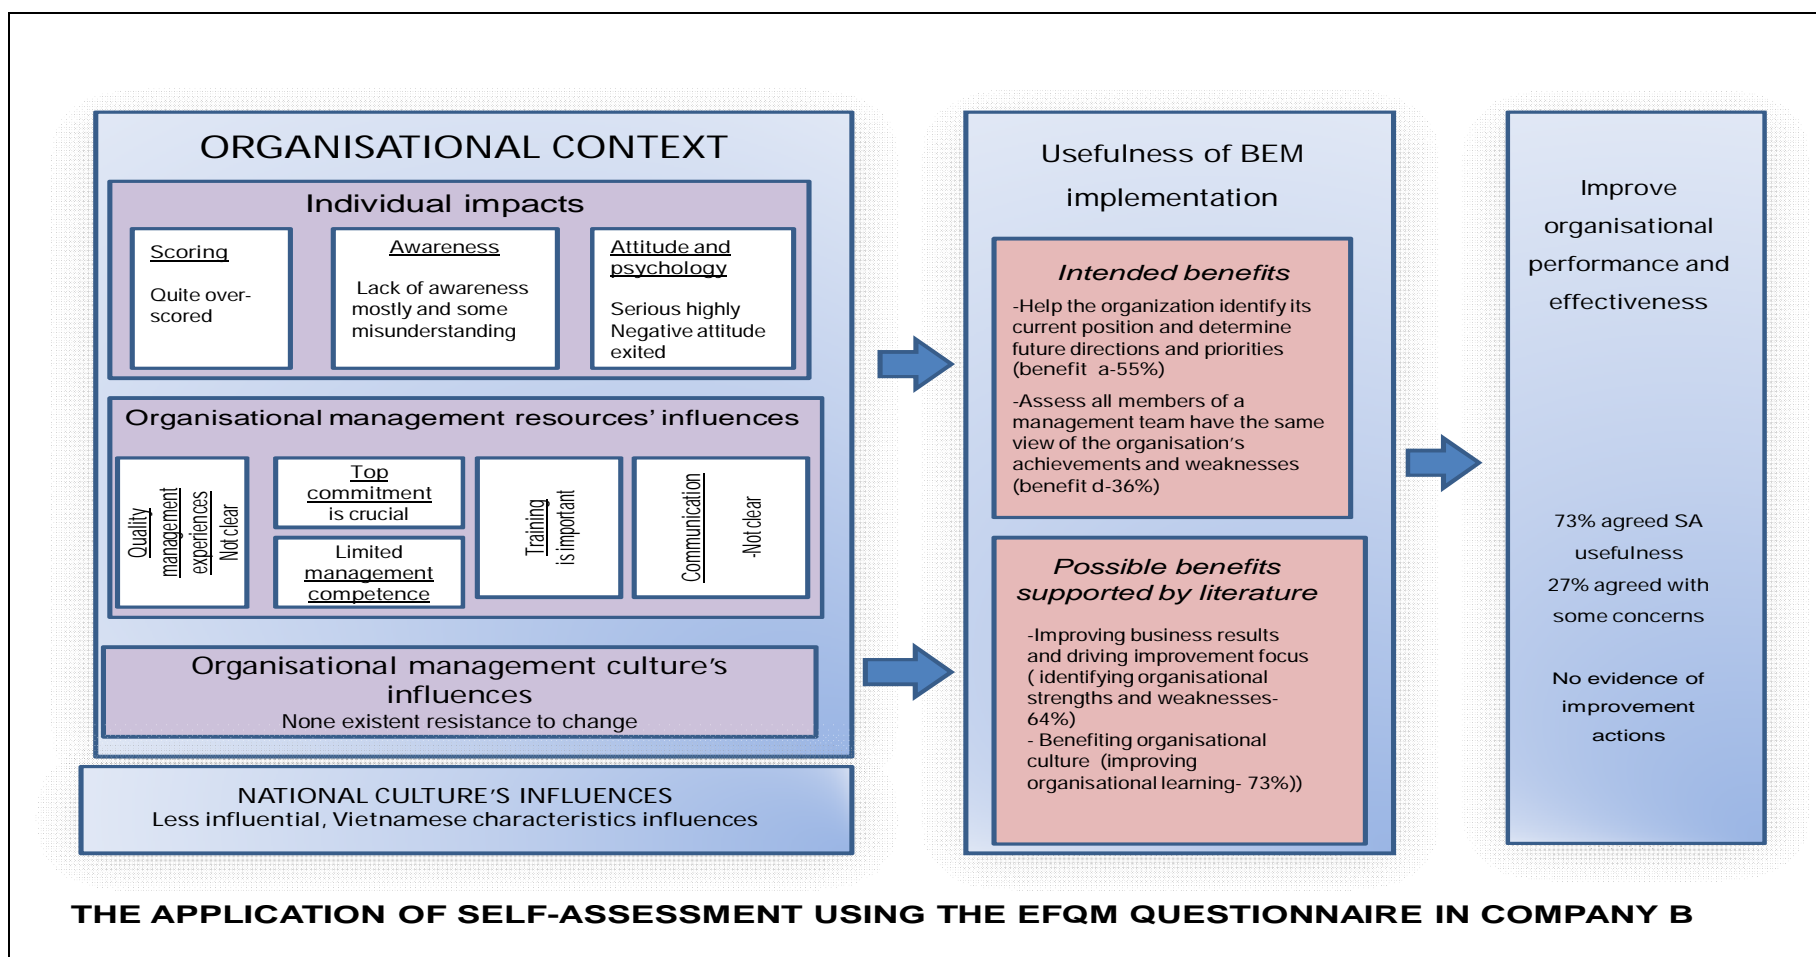 ORGANISATIONAL CONTEXT
Individual impacts
Scoring
Quite over-
scored
Awareness
Lack of awareness
mostly and some
misunderstanding
Attitude and
psychology
Serious highly
Negative attitude
exited
Organisational management resources' influences
Quality
management
experiences
Not clear
Top
commitment
is crucial
Limited
management
competence
Training
is important
Communication
-Not clear
Organisational management culture's
influences
None existent resistance to change
NATIONAL CULTURE'S INFLUENCES
Less influential, Vietnamese characteristics influences
Usefulness of BEM
implementation
Intended benefits
-Help the organization identify its
current position and determine
future directions and priorities
(benefit a-55%)
-Assess all members of a
management team have the same
view of the organisation's
achievements and weaknesses
(benefit d-36%)
Possible benefits
supported by literature
-Improving business results
and driving improvement focus
( identifying organisational
strengths and weaknesses-
64%)
- Benefiting organisational
culture (improving
organisational learning- 73%))
Improve
organisational
performance and
effectiveness
73% agreed SA
usefulness
27% agreed with
some concerns
No evidence of
improvement
actions
THE APPLICATION OF SELF-ASSESSMENT USING THE EFQM QUESTIONNAIRE IN COMPANY B